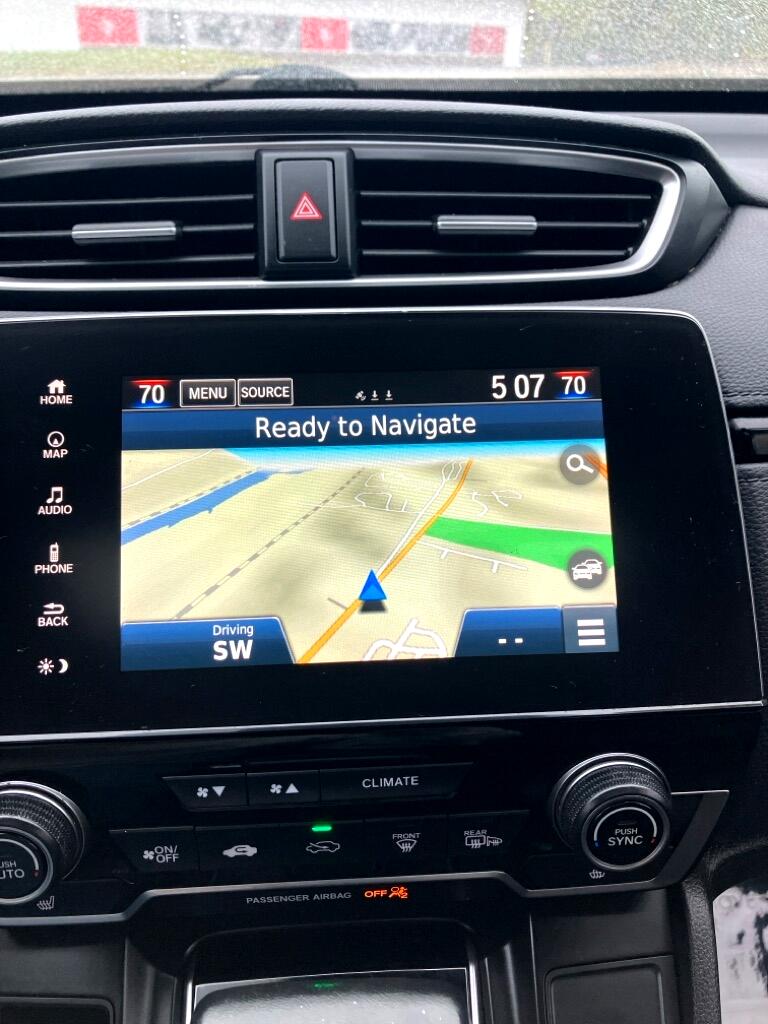 HOME
MAP
AUDIO
PHONE
BACK
70 MENU SOURCE 5 07 70
Ready to Navigate
Driving
SW
- -
CLIMATE
ON/
OFF
FRONT
REAR
PUSH
SYNC
PASSENGER AIRBAG OFF 2